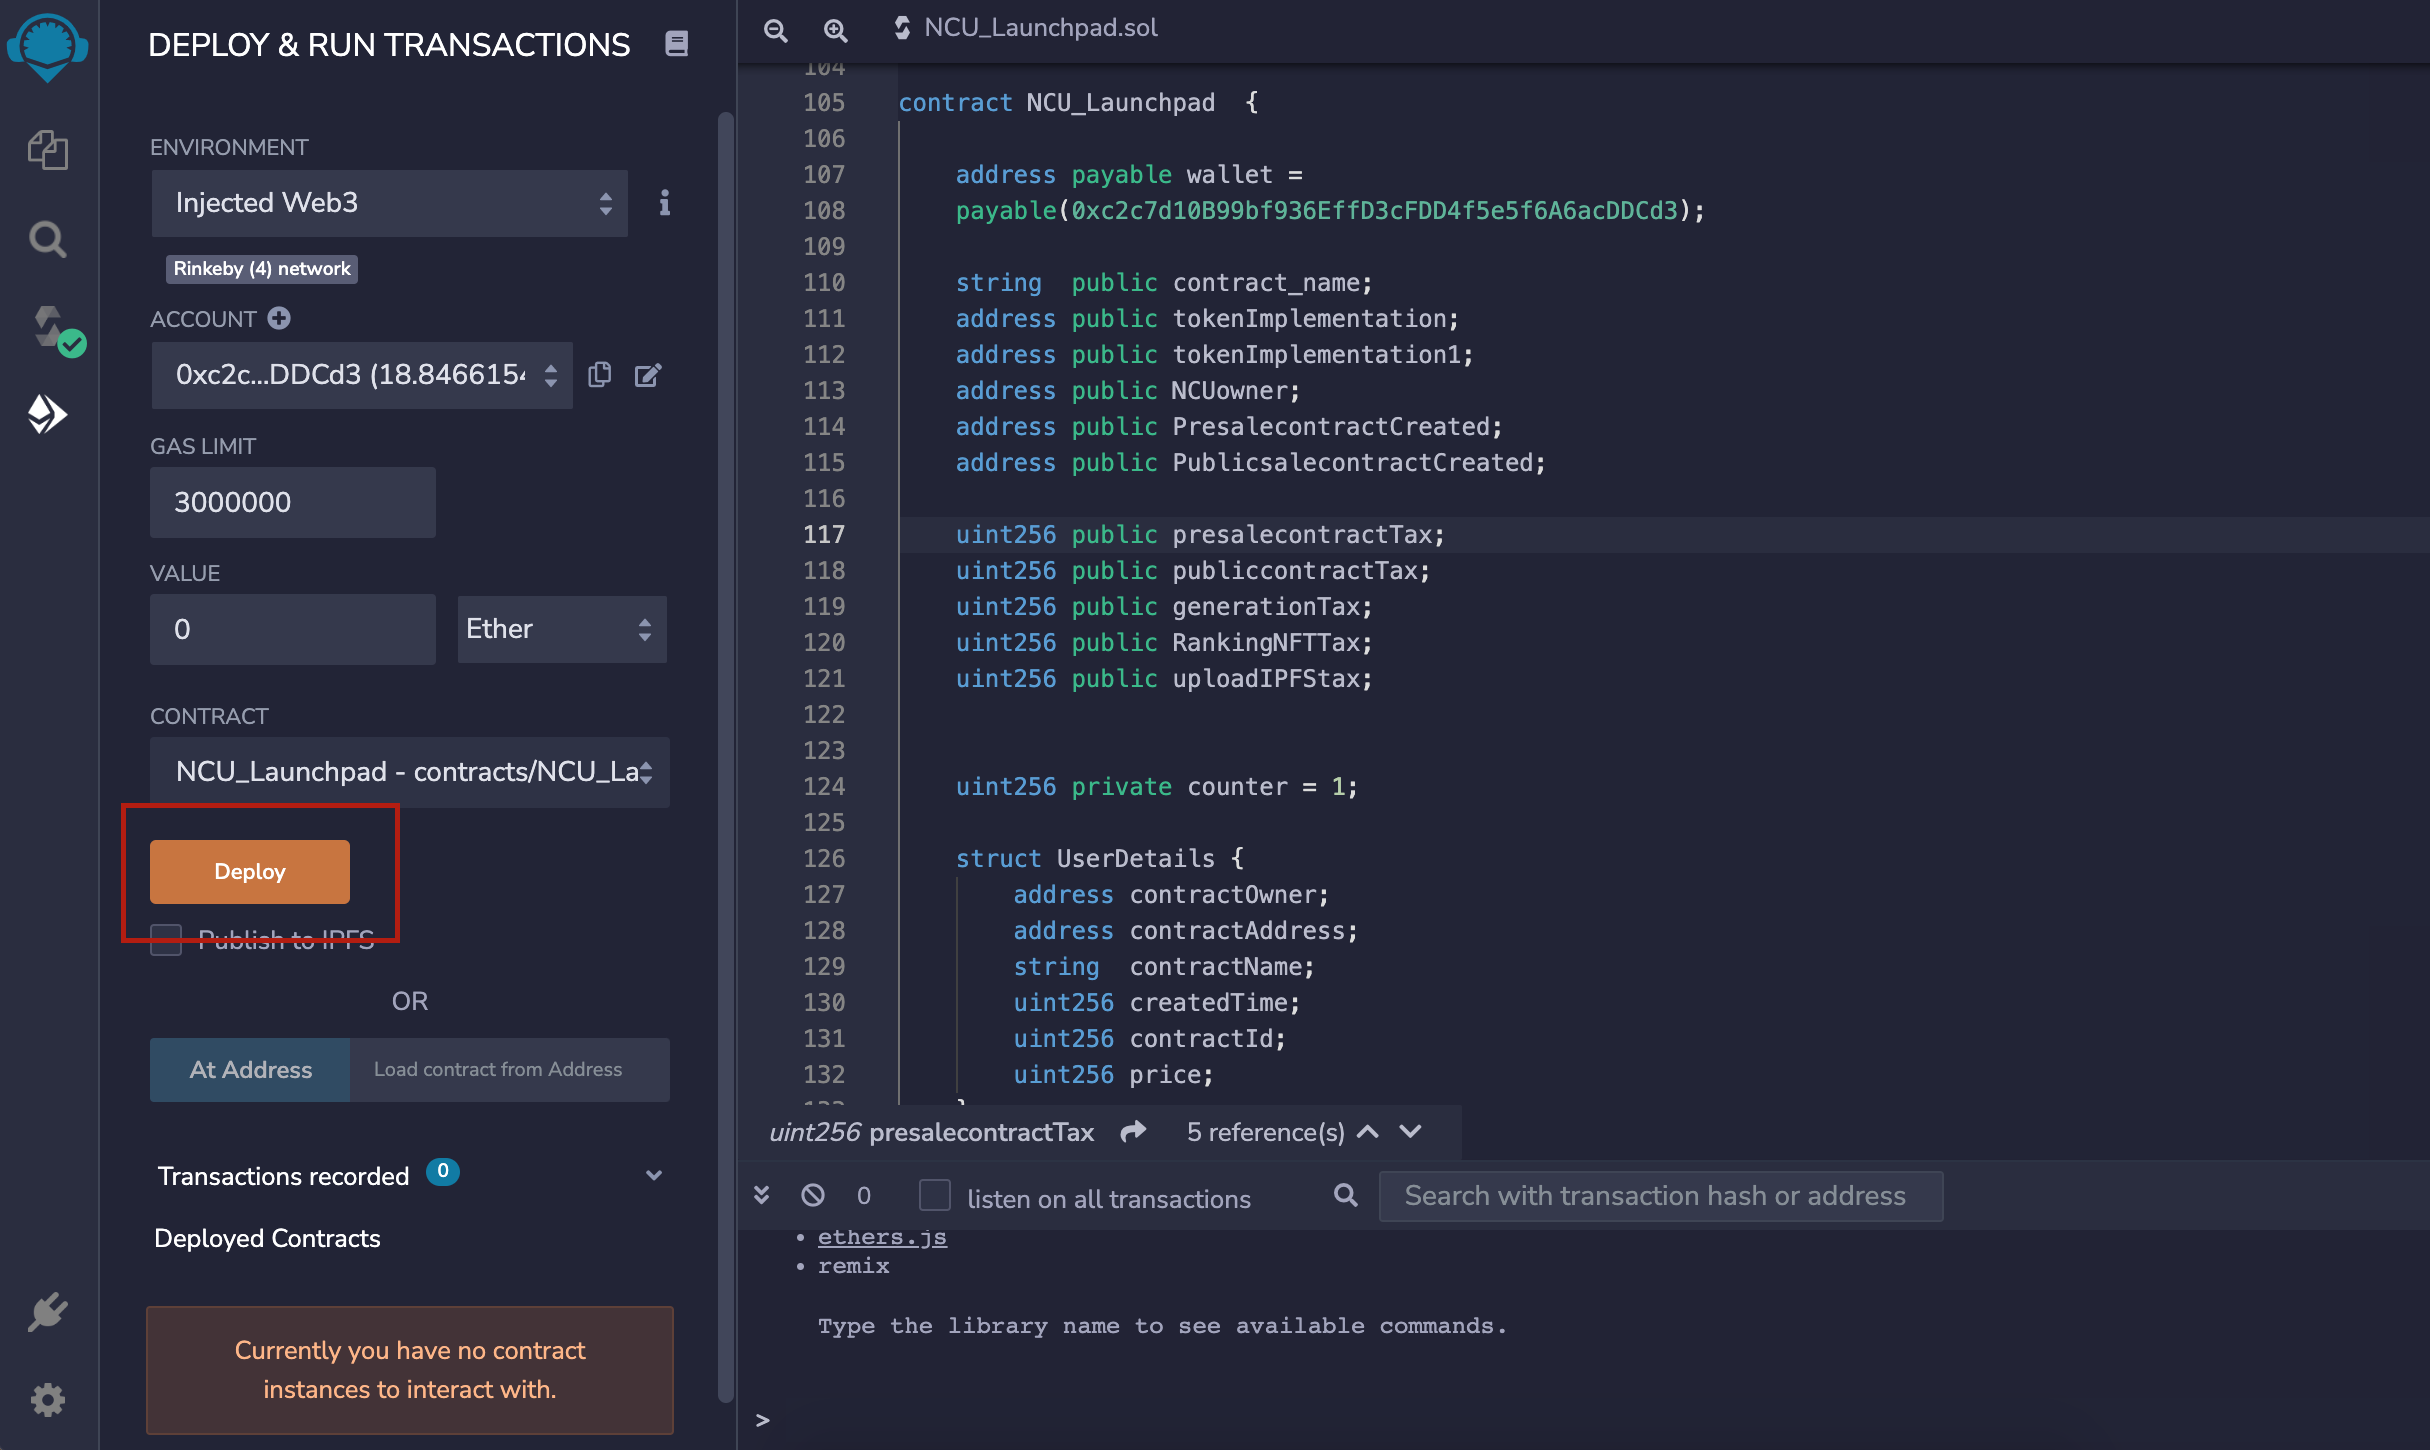 DEPLOY & RUN TRANSACTIONS
ENVIRONMENT
Injected Web3
Rinkeby (4) network
ACCOUNT
0xc2c...DDCd3 (18.8466154
GAS LIMIT
3000000
VALUE
0
Ether
CONTRACT
NCU_Launchpad - contracts/NCU_La
Deploy
Publish to IPFS
OR
At Address
Load contract from Address
Transactions recorded 0
Deployed Contracts
Currently you have no contract
instances to interact with.
NCU_Launchpad.sol
104
105 contract NCU_Launchpad  {
106
107 address payable wallet =
108 payable(0xc2c7d10B99bf936EffD3cFDD4f5e5f6A6acDDCd3);
109
110 string  public contract_name;
111 address public tokenImplementation;
112 address public tokenImplementation1;
113 address public NCUowner;
114 address public PresalecontractCreated;
115 address public PublicsalecontractCreated;
116
117 uint256 public presalecontractTax;
118 uint256 public publiccontractTax;
119 uint256 public generationTax;
120 uint256 public RankingNFTTax;
121 uint256 public uploadIPFStax;
122
123
124 uint256 private counter = 1;
125
126 struct UserDetails {
127 address contractOwner;
128 address contractAddress;
129 string  contractName;
130 uint256 createdTime;
131 uint256 contractId;
132 uint256 price;
uint256 presalecontractTax 5 reference(s)
0 listen on all transactions
Search with transaction hash or address
• ethers.js
• remix
Type the library name to see available commands.
>